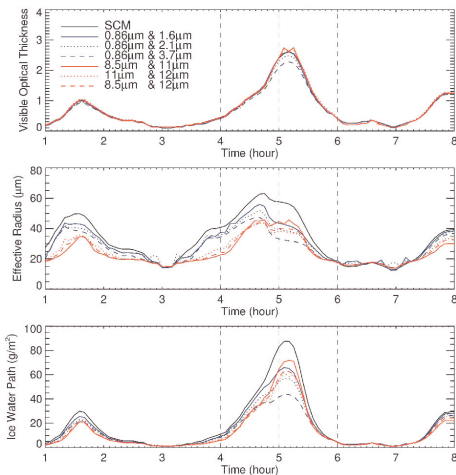 4
3
2
1
0
Visible Optical Thickness
SCM
0.86μm & 1.6μm
0.86μm & 2.1μm
0.86μm & 3.7μm
8.5μm & 11μm
11μm & 12μm
8.5μm & 12μm
1 2 3 4 5 6 7 8
Time (hour)
80
60
40
20
0
Effective Radius (μm)
1 2 3 4 5 6 7 8
Time (hour)
100
80
60
40
20
0
Ice Water Path (g/m²)
1 2 3 4 5 6 7 8
Time (hour)